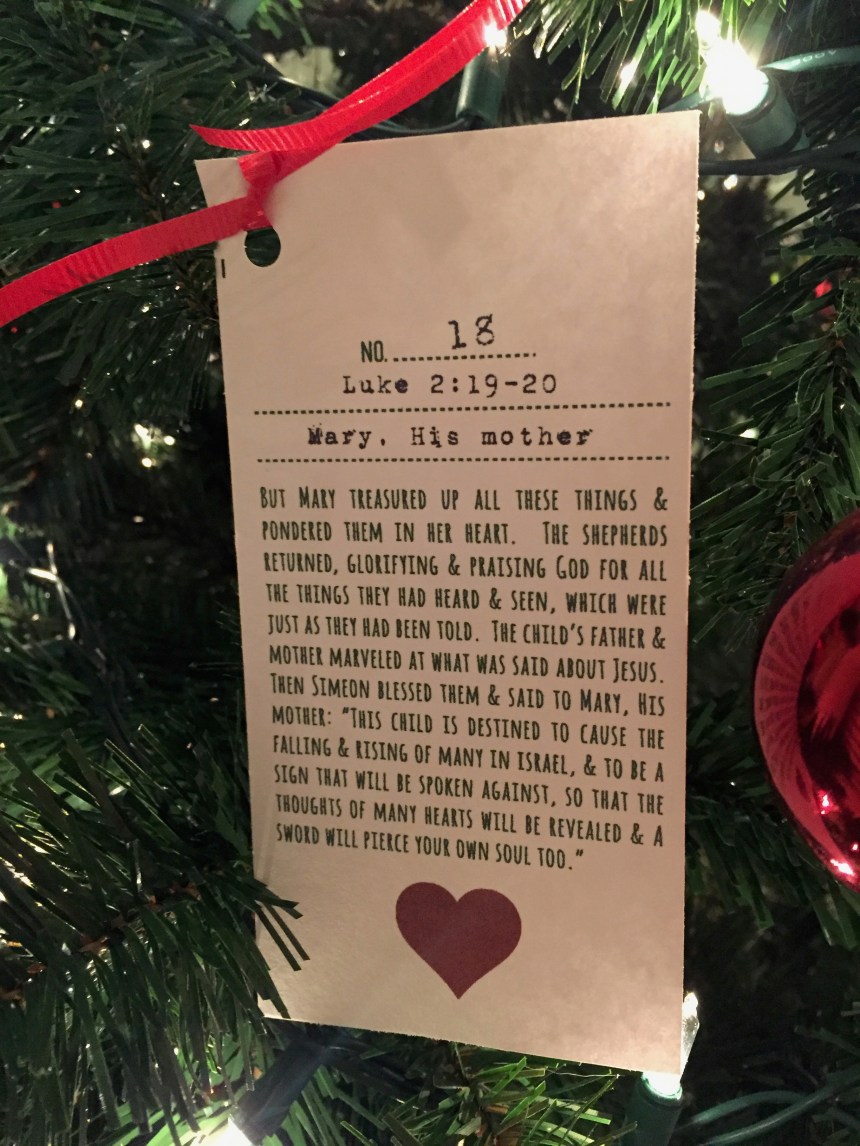 NO. 18
Luke 2:19-20
Mary, His mother
BUT MARY TREASURED UP ALL THESE THINGS &
PONDERED THEM IN HER HEART. THE SHEPHERDS
RETURNED, GLORIFYING & PRAISING GOD FOR ALL
THE THINGS THEY HAD HEARD & SEEN, WHICH WERE
JUST AS THEY HAD BEEN TOLD. THE CHILD'S FATHER &
MOTHER MARVELED AT WHAT WAS SAID ABOUT JESUS.
THEN SIMEON BLESSED THEM & SAID TO MARY, HIS
MOTHER: "THIS CHILD IS DESTINED TO CAUSE THE
FALLING & RISING OF MANY IN ISRAEL, & TO BE A
SIGN THAT WILL BE SPOKEN AGAINST, SO THAT THE
THOUGHTS OF MANY HEARTS WILL BE REVEALED & A
SWORD WILL PIERCE YOUR OWN SOUL TOO."